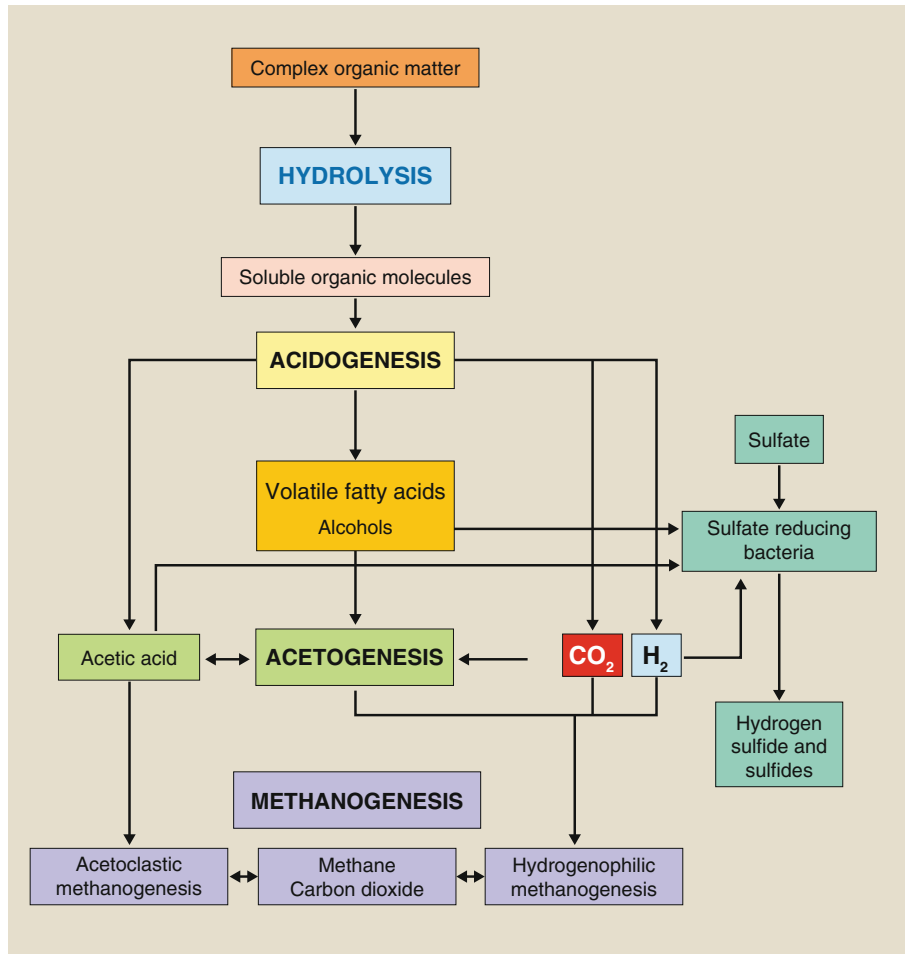 Complex organic matter
HYDROLYSIS
Soluble organic molecules
ACIDOGENESIS
Sulfate
Volatile fatty acids
Alcohols
Sulfate reducing
bacteria
Acetic acid
ACETOGENESIS
CO₂
H₂
Hydrogen
sulfide and
sulfides
METHANOGENESIS
Acetoclastic
methanogenesis
Methane
Carbon dioxide
Hydrogenophilic
methanogenesis